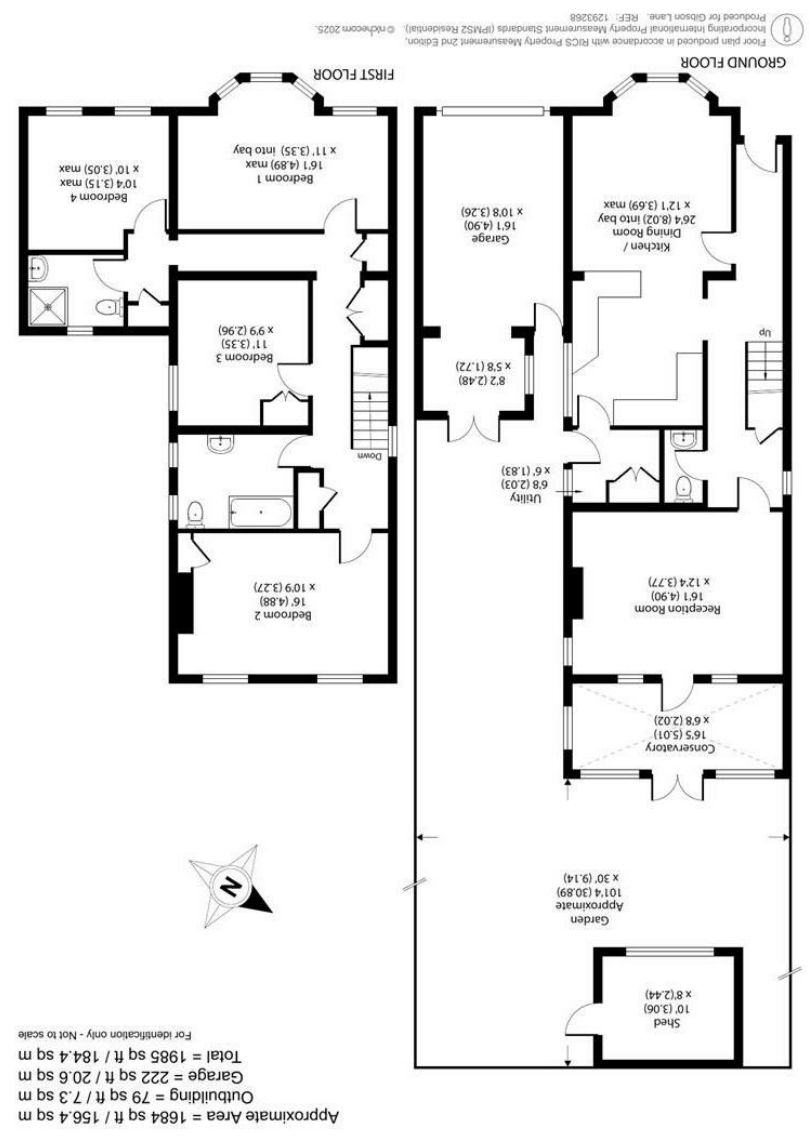 Approximate Area = 1684 sq ft / 156.4 sq m
Outbuilding = 79 sq ft / 7.3 sq m
Garage = 222 sq ft / 20.6 sq m
Total = 1985 sq ft / 184.4 sq m
For identification only - Not to scale
Shed
10' (3.06)
x 8' (2.44)
Garden
Approximate
101'4 (30.89)
x 30' (9.14)
N
Conservatory
16'5 (5.01)
x 6'8 (2.02)
Reception Room
16'1 (4.90)
x 12'4 (3.77)
Utility
6'8 (2.03)
x 6' (1.83)
8'2 (2.48)
x 5'8 (1.72)
Up
Kitchen /
Dining Room
26'4 (8.02) into bay
x 12'1 (3.69) max
Garage
16'1 (4.90)
x 10'8 (3.26)
GROUND FLOOR
Bedroom 2
16' (4.88)
x 10'9 (3.27)
Down
Bedroom 3
11' (3.35)
x 9'9 (2.96)
Bedroom 1
16'1 (4.89) max
x 11' (3.35) into bay
Bedroom 4
10'4 (3.15) max
x 10' (3.05) max
FIRST FLOOR
Floor plan produced in accordance with RICS Property Measurement 2nd Edition,
Incorporating International Property Measurement Standards (IPMS2 Residential). © nichecom 2025.
Produced for Gibson Lane. REF: 1293268